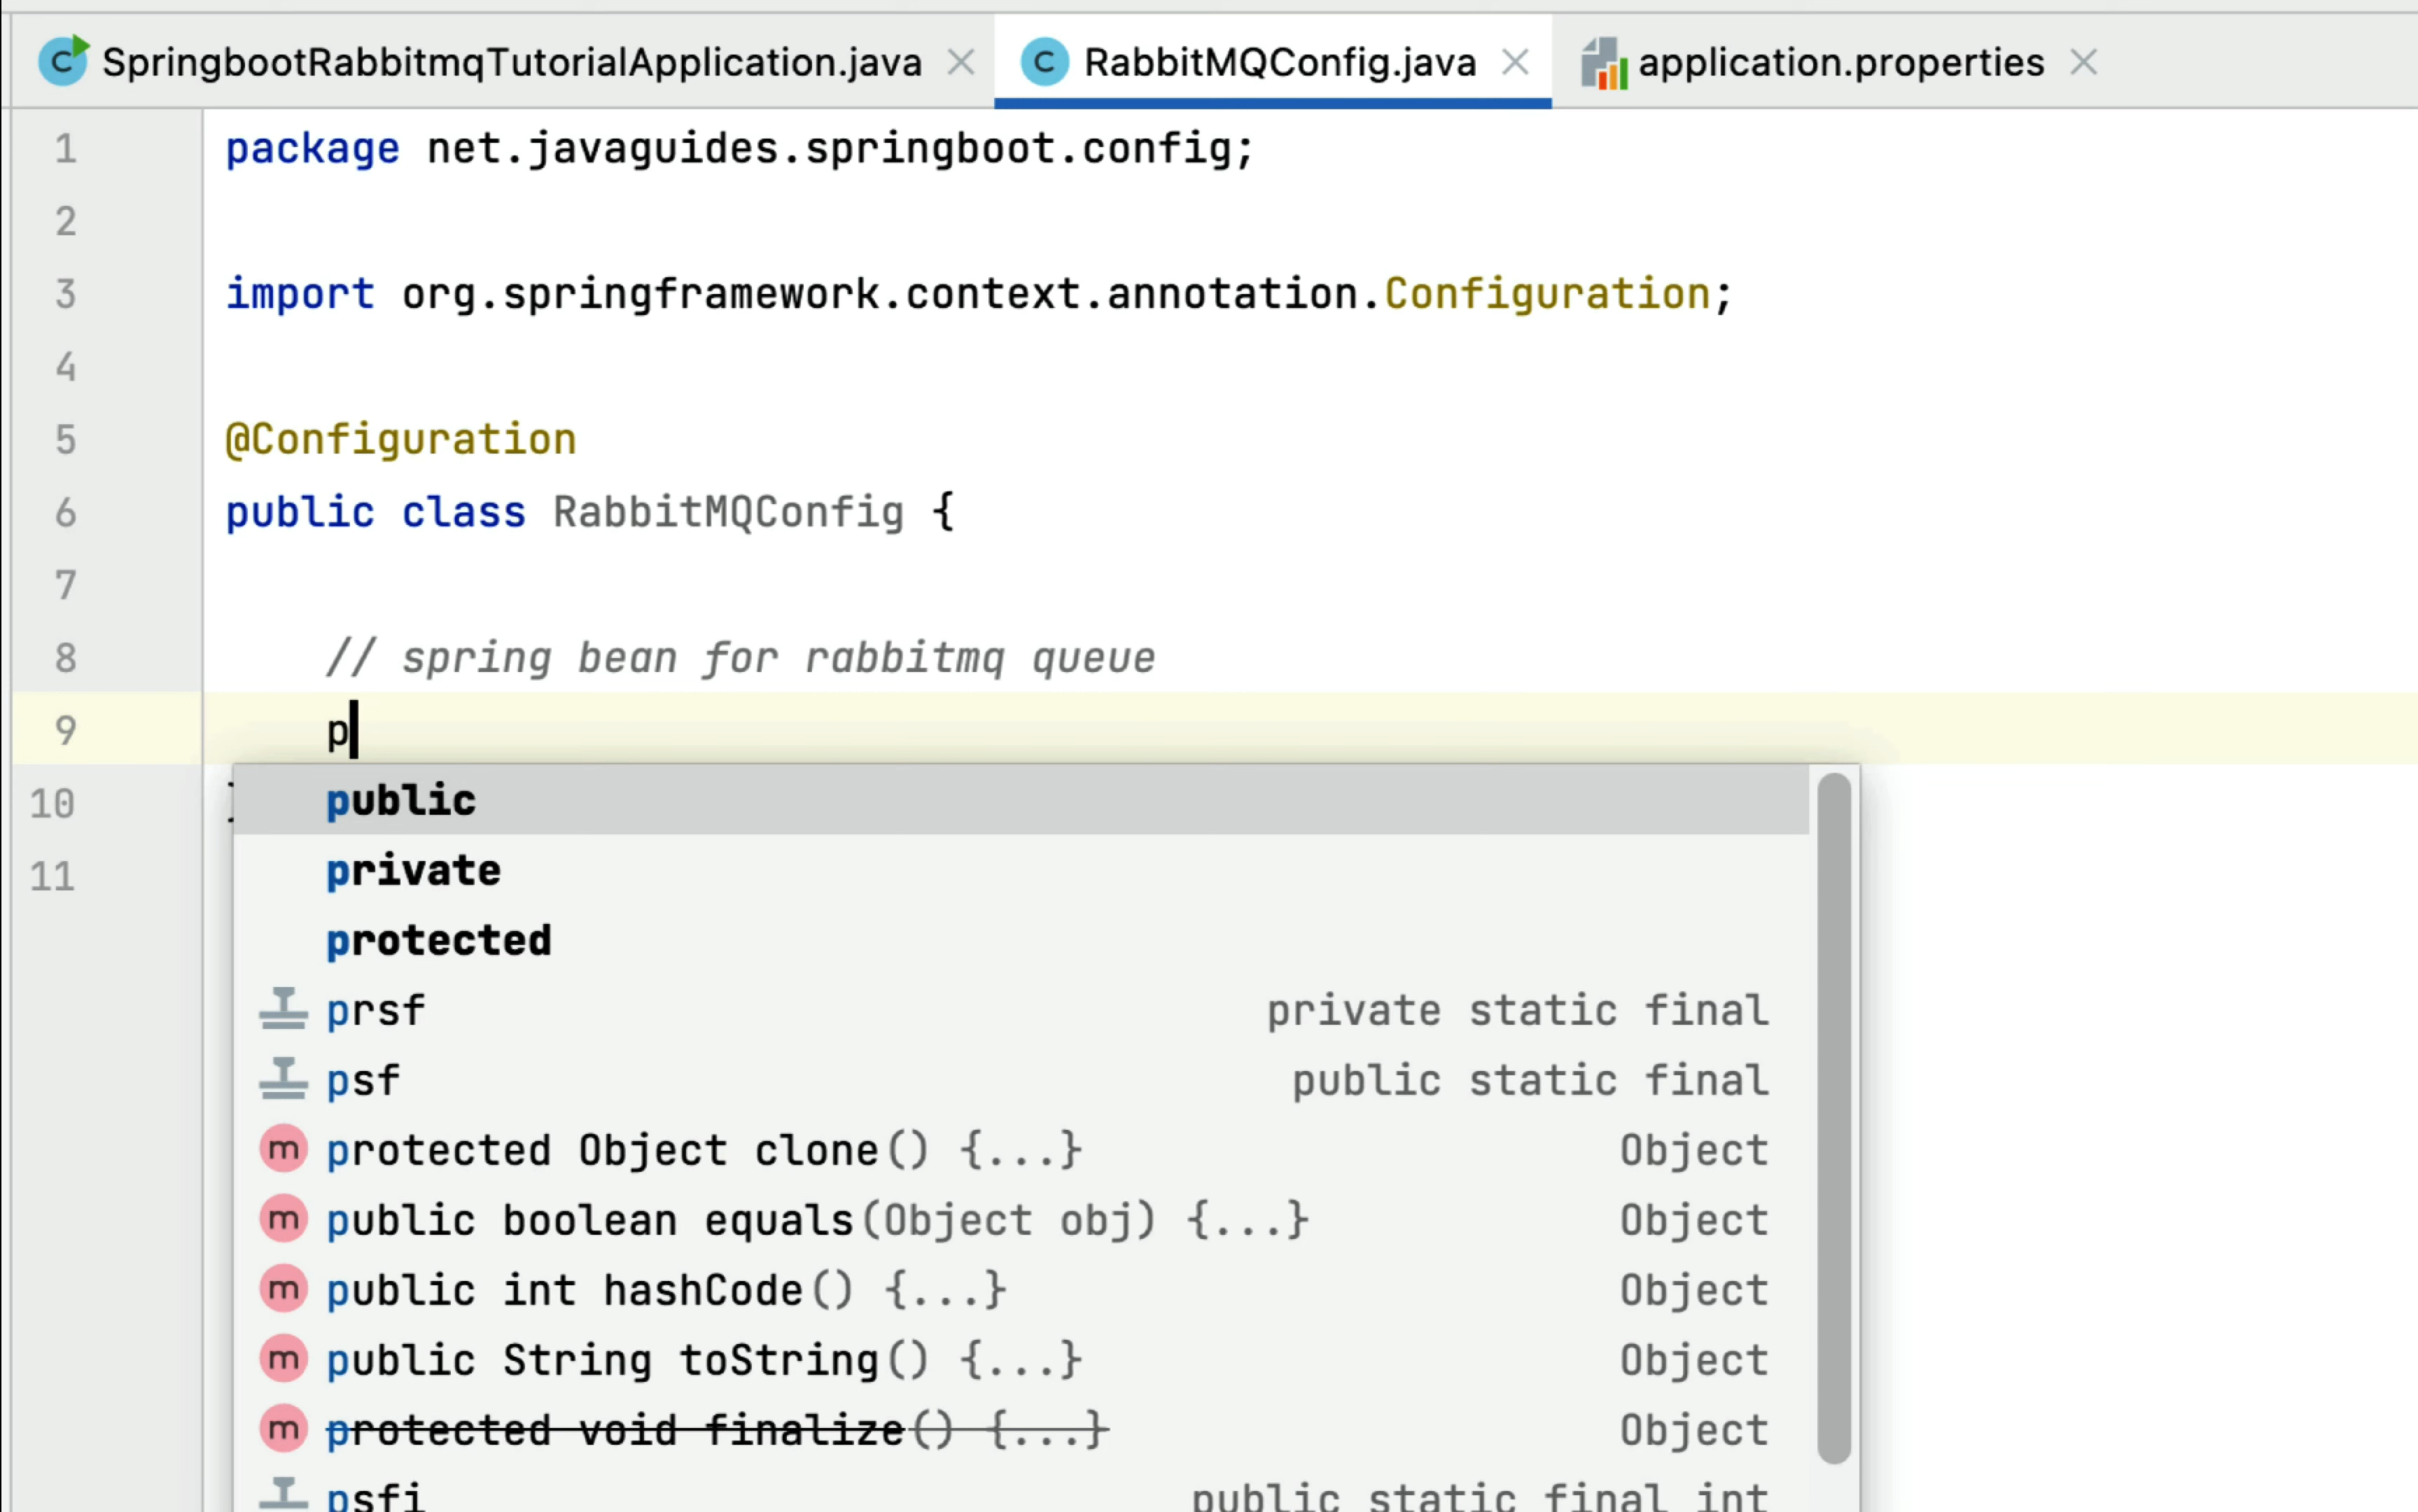 SpringbootRabbitmqTutorialApplication.java RabbitMQConfig.java application.properties
1 package net.javaguides.springboot.config;
2
3 import org.springframework.context.annotation.Configuration;
4
5 @Configuration
6 public class RabbitMQConfig {
7
8 // spring bean for rabbitmq queue
9 p
10
11
public
private
protected
prsf private static final
psf public static final
m protected Object clone() {...} Object
m public boolean equals(Object obj) {...} Object
m public int hashCode() {...} Object
m public String toString() {...} Object
m protected void finalize() {...} Object
psfi public static final int